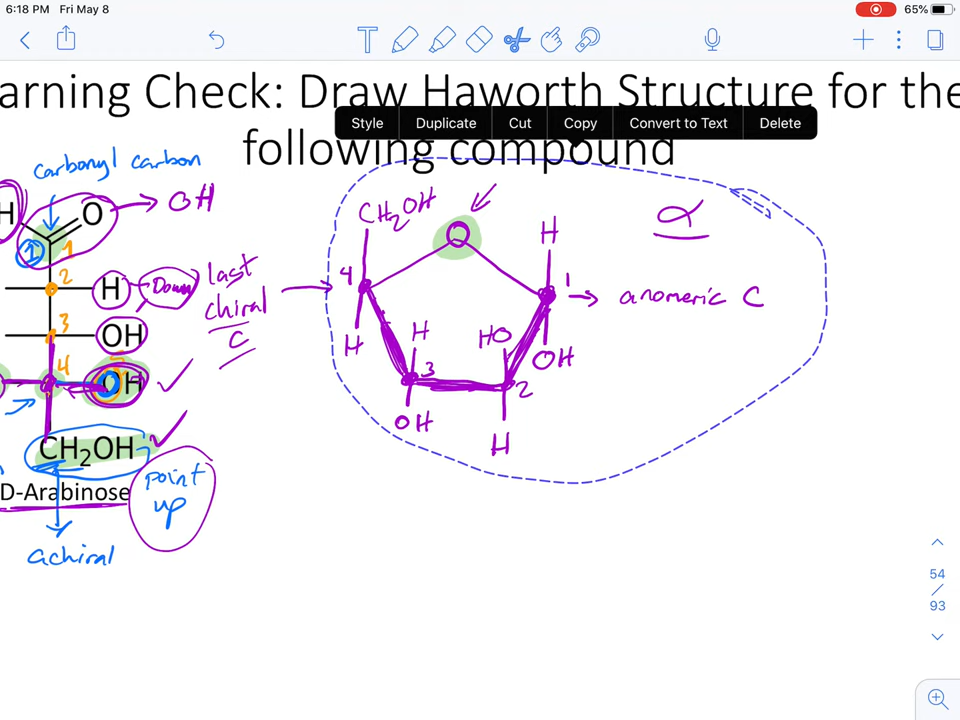 6:18 PM Fri May 8
65%
arning Check: Draw Haworth Structure for the
following compound
Style Duplicate Cut Copy Convert to Text Delete
carbonyl carbon
H
O
OH
1
1
2
H
Down
3
OH
4
OH
CH2OH
D-Arabinose
point
up
achiral
last
chiral
C
CH2OH
O
H
α
4
1
anomeric C
H
H
HO
OH
3
2
OH
H
54
/
93